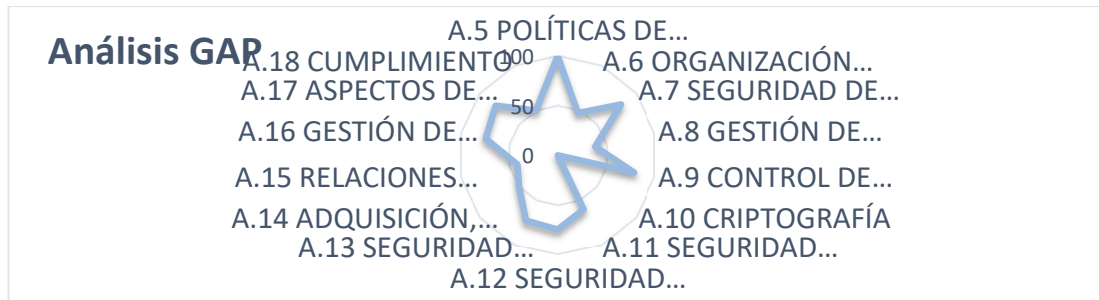 Análisis GAP
A.5 POLÍTICAS DE...
A.6 ORGANIZACIÓN...
A.7 SEGURIDAD DE...
A.8 GESTIÓN DE...
A.9 CONTROL DE...
A.10 CRIPTOGRAFÍA
A.11 SEGURIDAD...
A.12 SEGURIDAD...
A.13 SEGURIDAD...
A.14 ADQUISICIÓN,...
A.15 RELACIONES...
A.16 GESTIÓN DE...
A.17 ASPECTOS DE...
A.18 CUMPLIMIENTO
100
50
0